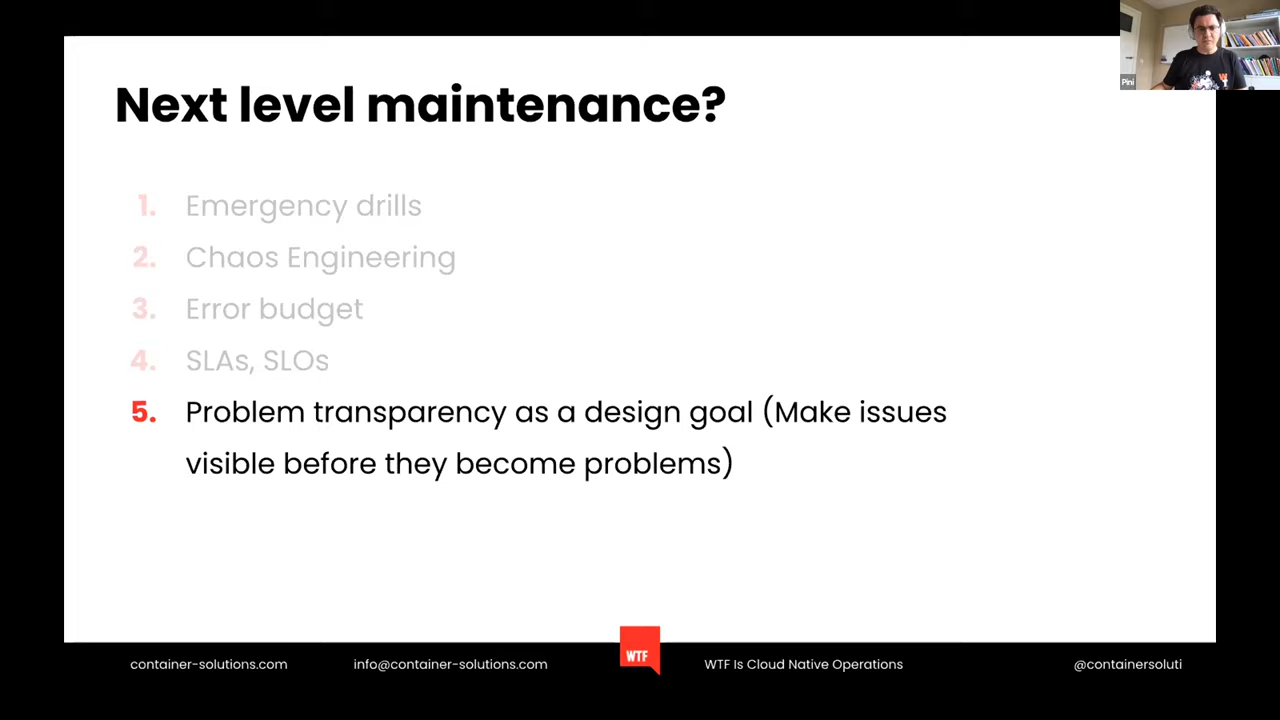 Pini
Next level maintenance?
1. Emergency drills
2. Chaos Engineering
3. Error budget
4. SLAs, SLOs
5. Problem transparency as a design goal (Make issues
visible before they become problems)
container-solutions.com info@container-solutions.com WTF WTF Is Cloud Native Operations @containersoluti